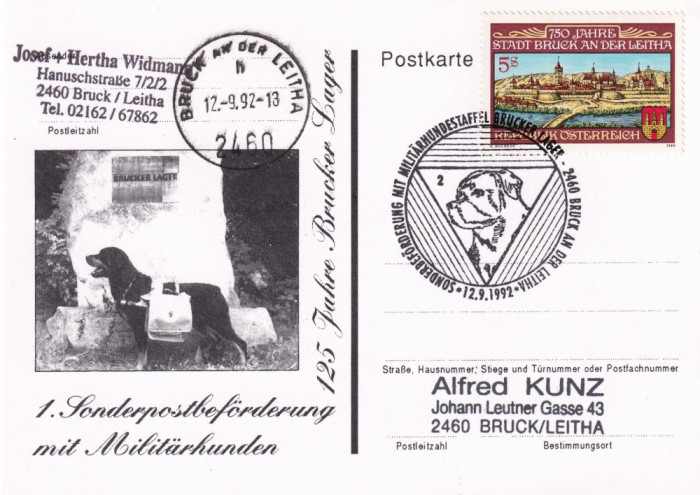 Absender
Josef + Hertha Widmann
Hanuschstraße 7/2/2
2460 Bruck / Leitha
Tel. 02162 / 67862
Postleitzahl
BRUCK AN DER LEITHA
h
12.-9.92-13
2460
Postkarte
750 JAHRE
STADT BRUCK AN DER LEITHA
5 S
REPUBLIK ÖSTERREICH
1989
SONDERBEFÖRDERUNG MIT MILITÄRHUNDESTAFFEL BRUCKER LAGER - 2460 BRUCK AN DER LEITHA
2
*12.9.1992*
BRUCKER LAGER
125 Jahre Brucker Lager
1. Sonderpostbeförderung
mit Militärhunden
Straße, Hausnummer, Stiege und Türnummer oder Postfachnummer
Alfred KUNZ
Johann Leutner Gasse 43
2460 BRUCK/LEITHA
Postleitzahl Bestimmungsort